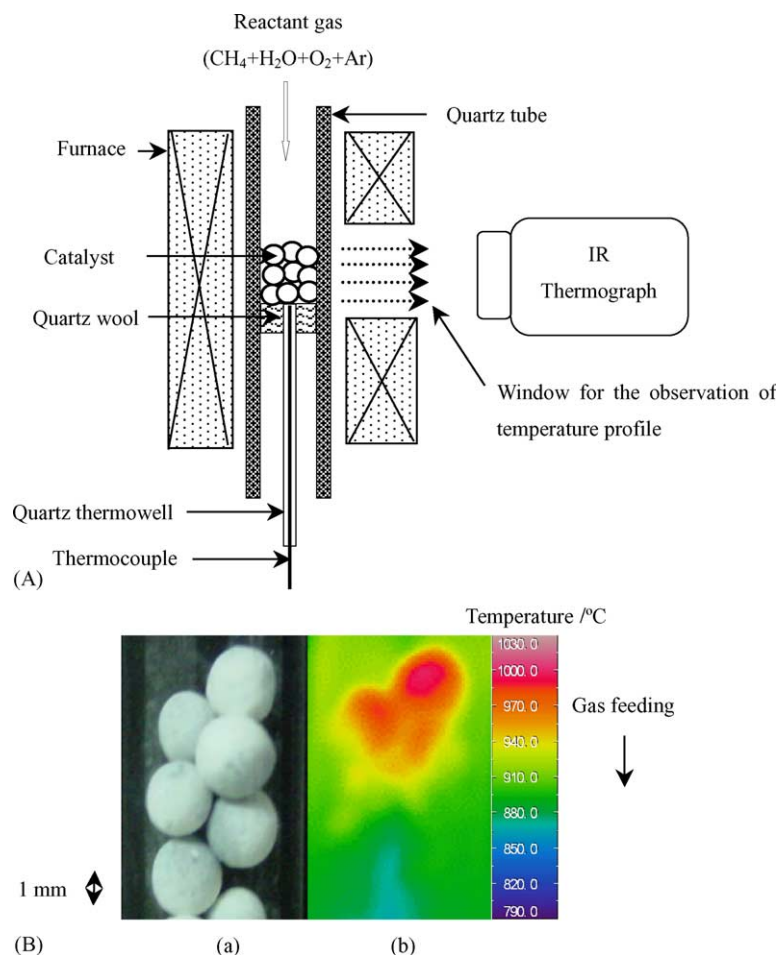 Reactant gas
(CH₄+H₂O+O₂+Ar)
Quartz tube
Furnace
Catalyst
IR
Thermograph
Quartz wool
Window for the observation of
temperature profile
Quartz thermowell
Thermocouple
(A)
Temperature /ºC
1030. 0
1000. 0
970. 0
940. 0
910. 0
880. 0
850. 0
820. 0
790. 0
Gas feeding
1 mm
(B)
(a)
(b)